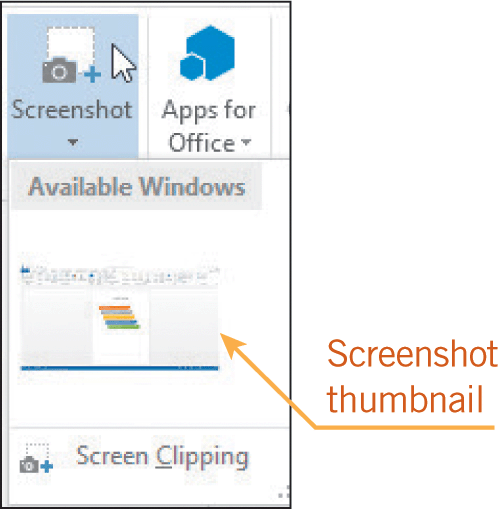 Screenshot
Apps for
Office
Available Windows
Screenshot
thumbnail
Screen Clipping